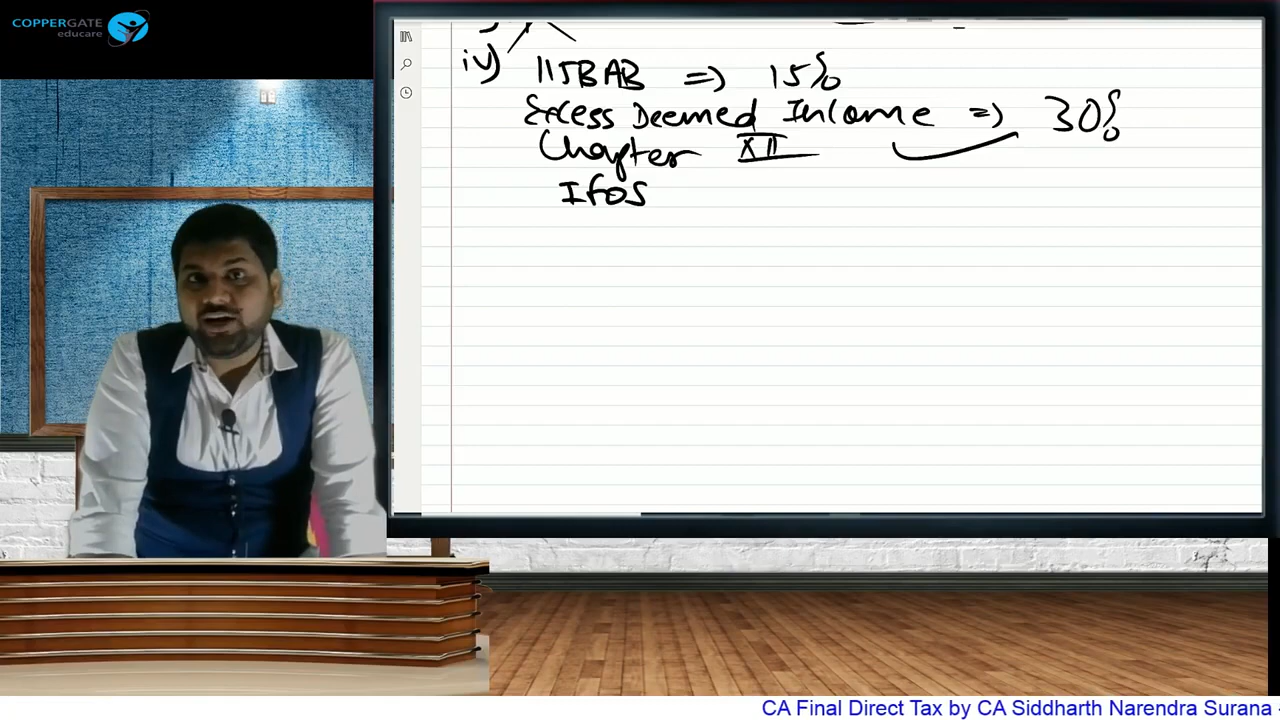 COPPERGATE
educare
iv) 115BAB => 15%
Excess Deemed Income => 30%
Chapter XII
IFOS
CA Final Direct Tax by CA Siddharth Narendra Surana -